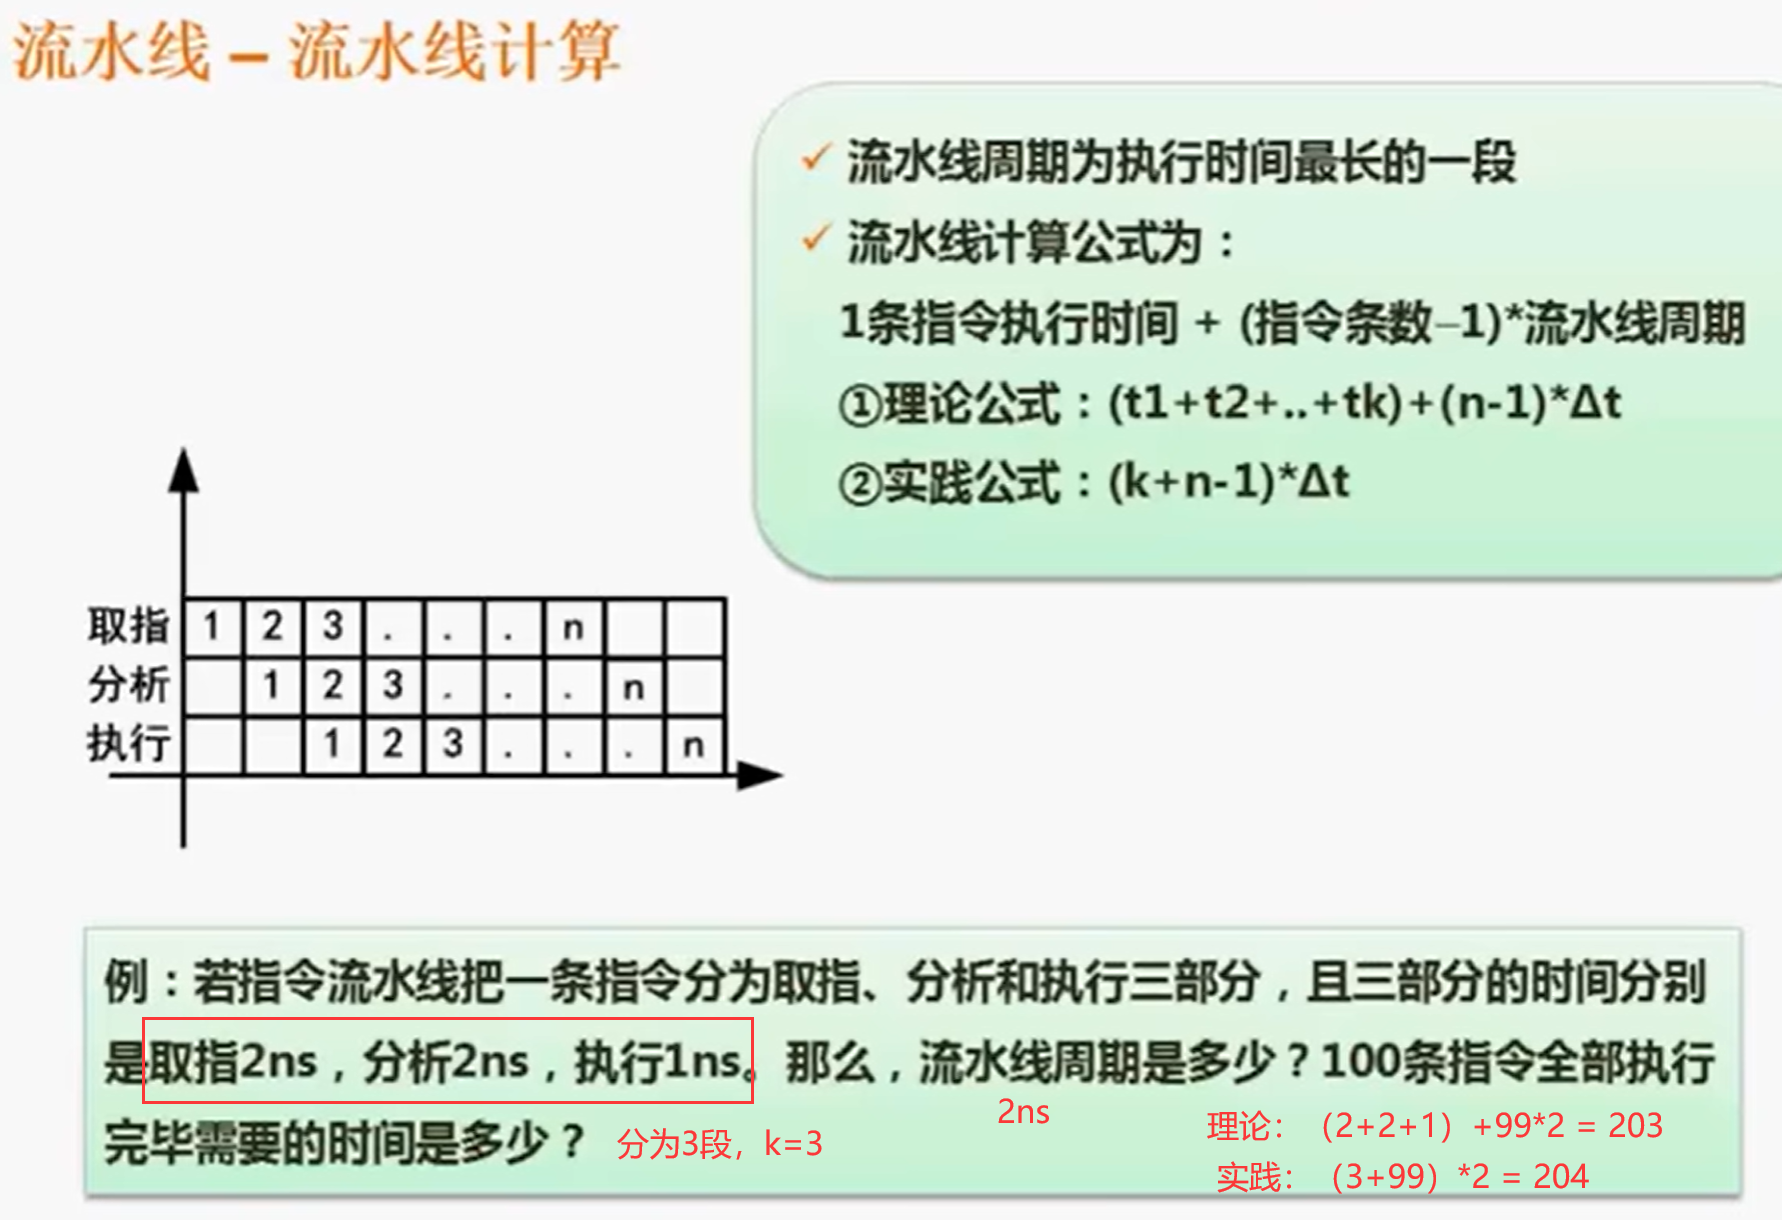 流水线 – 流水线计算
✓ 流水线周期为执行时间最长的一段
✓ 流水线计算公式为：
1条指令执行时间 + (指令条数–1)*流水线周期
①理论公式：(t1+t2+..+tk)+(n-1)*Δt
②实践公式：(k+n-1)*Δt
取指 1 2 3 . . . n
分析 1 2 3 . . . n
执行 1 2 3 . . . n
例：若指令流水线把一条指令分为取指、分析和执行三部分，且三部分的时间分别
是取指2ns，分析2ns，执行1ns。那么，流水线周期是多少？100条指令全部执行
完毕需要的时间是多少？
分为3段，k=3
2ns
理论：（2+2+1）+99*2 = 203
实践：（3+99）*2 = 204